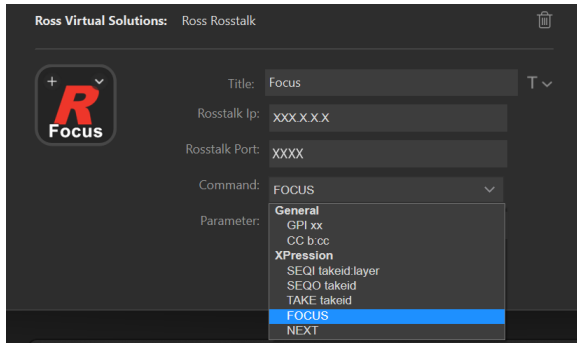 Ross Virtual Solutions: Ross Rosstalk
R
Focus
Title: Focus
T
Rosstalk Ip: XXX.X.X.X
Rosstalk Port: XXXX
Command: FOCUS
Parameter:
General
GPI xx
CC b:cc
XPression
SEQI takeid:layer
SEQO takeid
TAKE takeid
FOCUS
NEXT